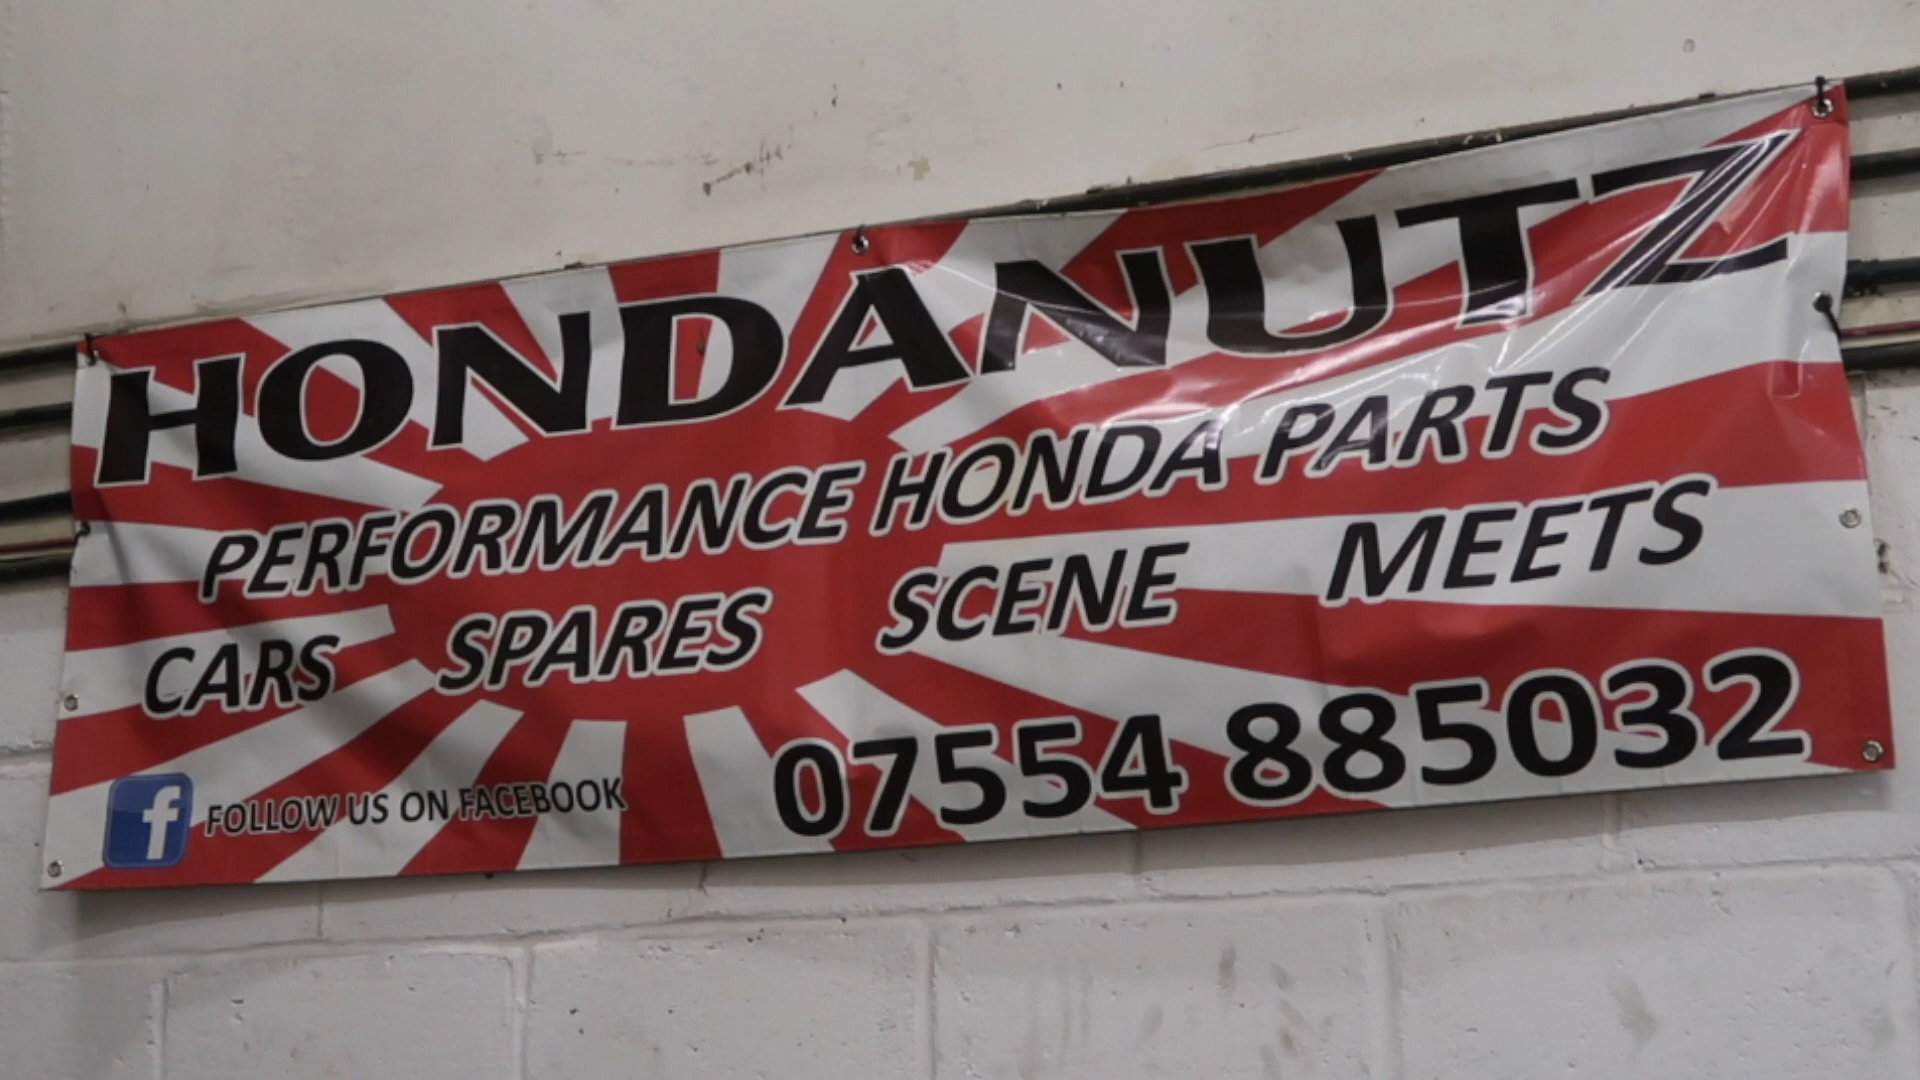 HONDANUTZ
PERFORMANCE HONDA PARTS
CARS SPARES SCENE MEETS
07554 885032
f FOLLOW US ON FACEBOOK